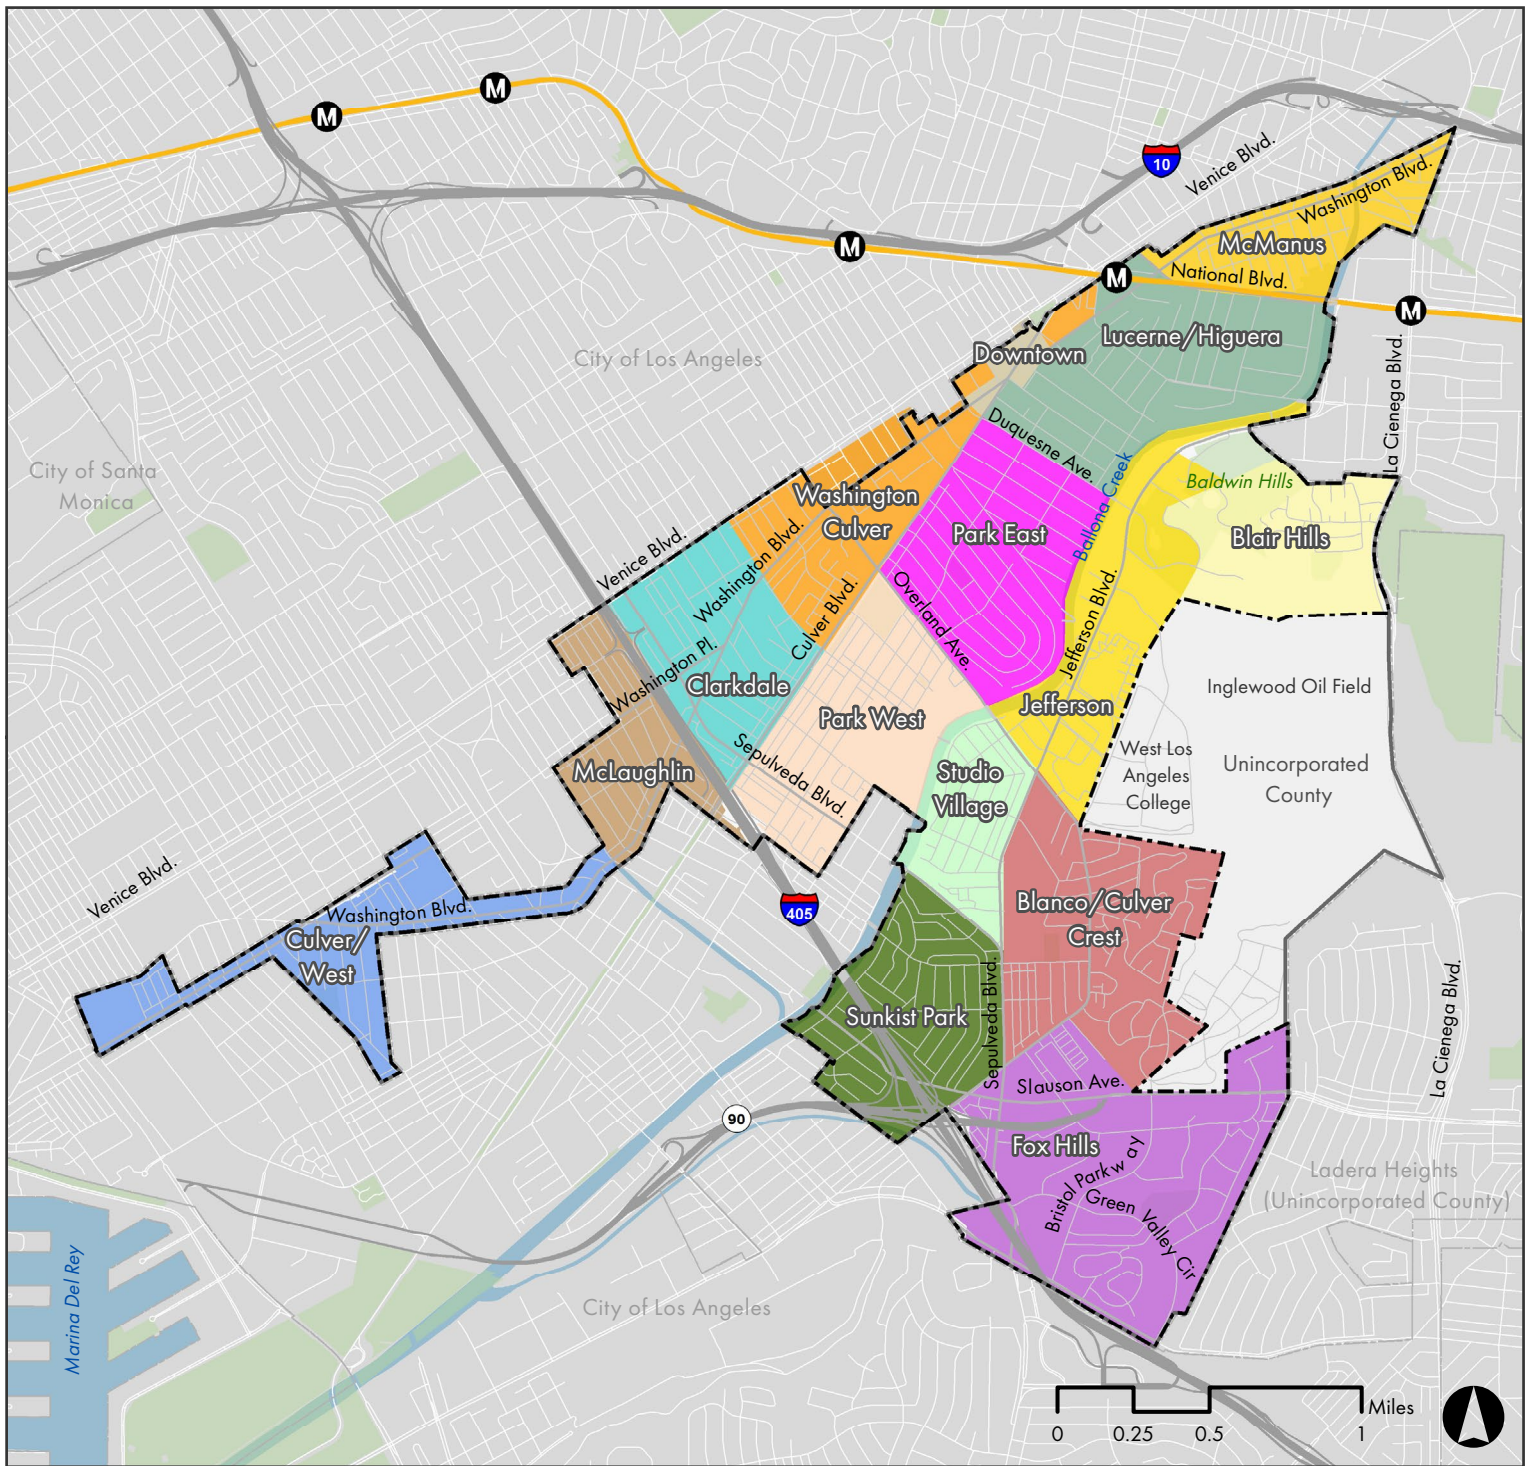 M
M
10
Venice Blvd.
Washington Blvd.
McManus
M
M
National Blvd.
M
Lucerne/Higuera
Downtown
City of Los Angeles
La Cienega Blvd.
City of Santa
Monica
Duquesne Ave.
Ballona Creek
Baldwin Hills
Washington
Culver
Park East
Blair Hills
Venice Blvd.
Washington Blvd.
Culver Blvd.
Overland Ave.
Jefferson Blvd.
Washington Pl.
Clarkdale
Inglewood Oil Field
Park West
Jefferson
Sepulveda Blvd.
McLaughlin
Studio
Village
West Los
Angeles
College
Unincorporated
County
Venice Blvd.
Washington Blvd.
405
Blanco/Culver
Crest
Culver/
West
Sepulveda Blvd.
Sunkist Park
La Cienega Blvd.
Slauson Ave.
90
Fox Hills
Bristol Parkway
Green Valley Cir
Ladera Heights
(Unincorporated County)
Marina Del Rey
City of Los Angeles
Miles
0 0.25 0.5 1